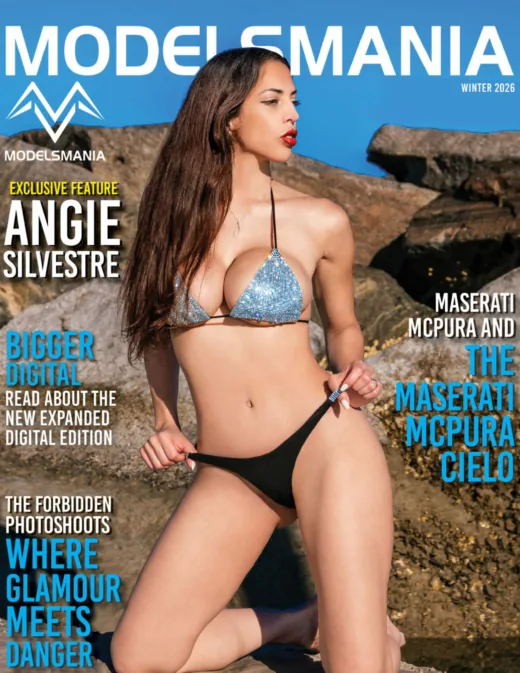 MODELSMANIA
WINTER 2026
MODELSMANIA
EXCLUSIVE FEATURE
ANGIE
SILVESTRE
BIGGER
DIGITAL
READ ABOUT THE
NEW EXPANDED
DIGITAL EDITION
MASERATI
MCPURA AND
THE
MASERATI
MCPURA
CIELO
THE FORBIDDEN
PHOTOSHOOTS
WHERE
GLAMOUR
MEETS
DANGER